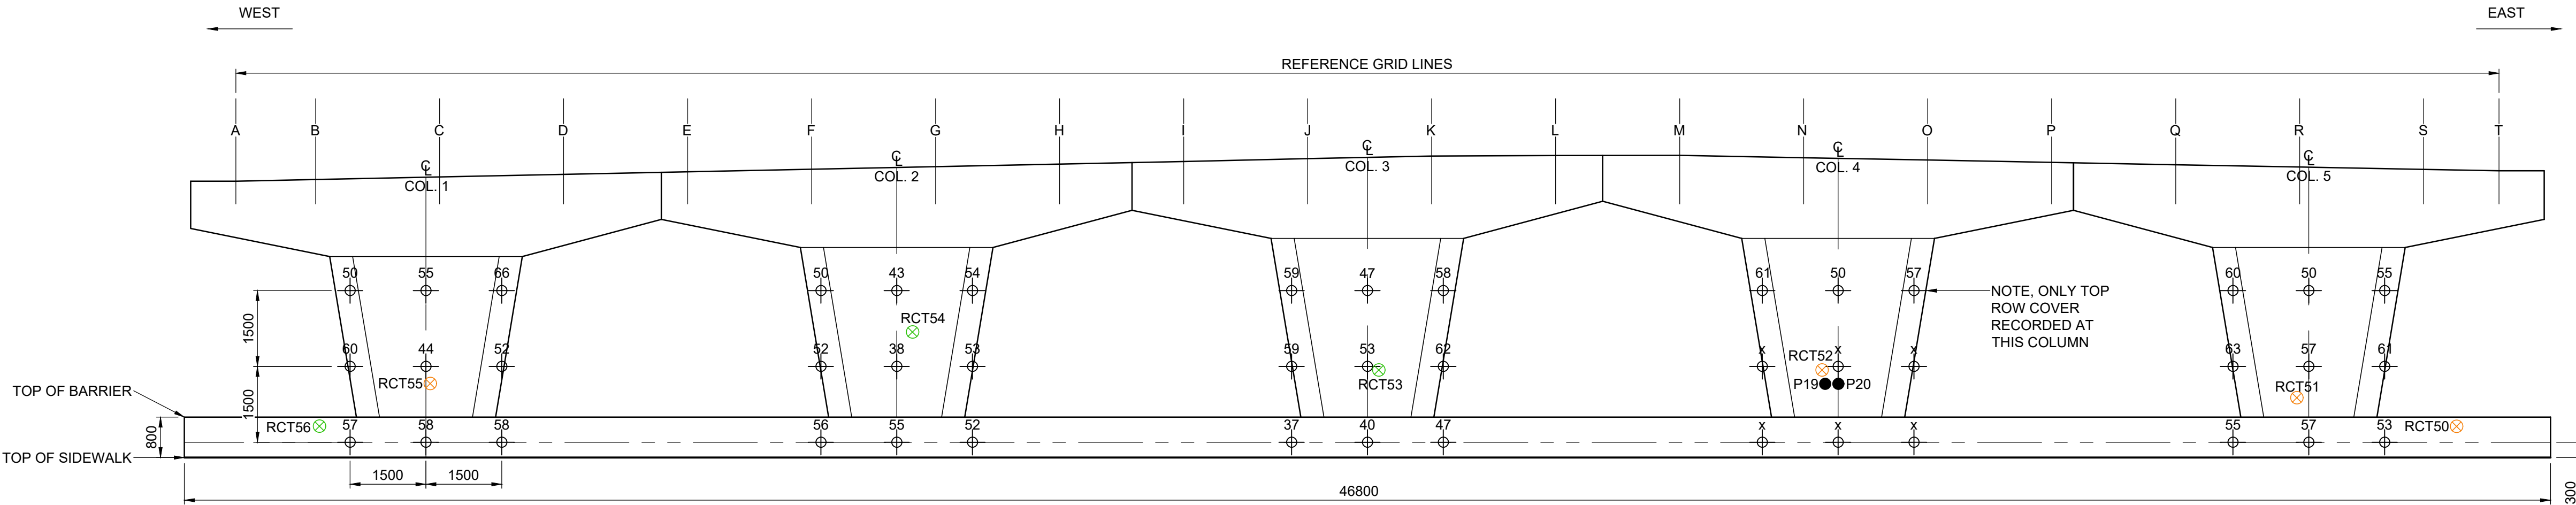 WEST
EAST
REFERENCE GRID LINES
A B C D E F G H I J K L M N O P Q R S T
℄ ℄ ℄ ℄ ℄
COL. 1 COL. 2 COL. 3 COL. 4 COL. 5
50 55 66 50 43 54 59 47 58 61 50 57 60 50 55
NOTE, ONLY TOP
ROW COVER
RECORDED AT
THIS COLUMN
1500
RCT54
60 44 52 52 38 53 59 53 62 x x x 63 57 61
RCT52
RCT55
RCT53
P19 P20
RCT51
TOP OF BARRIER
1500
RCT56
57 58 58 56 55 52 37 40 47 x x x 55 57 53
RCT50
800
TOP OF SIDEWALK
1500 1500
46800
300